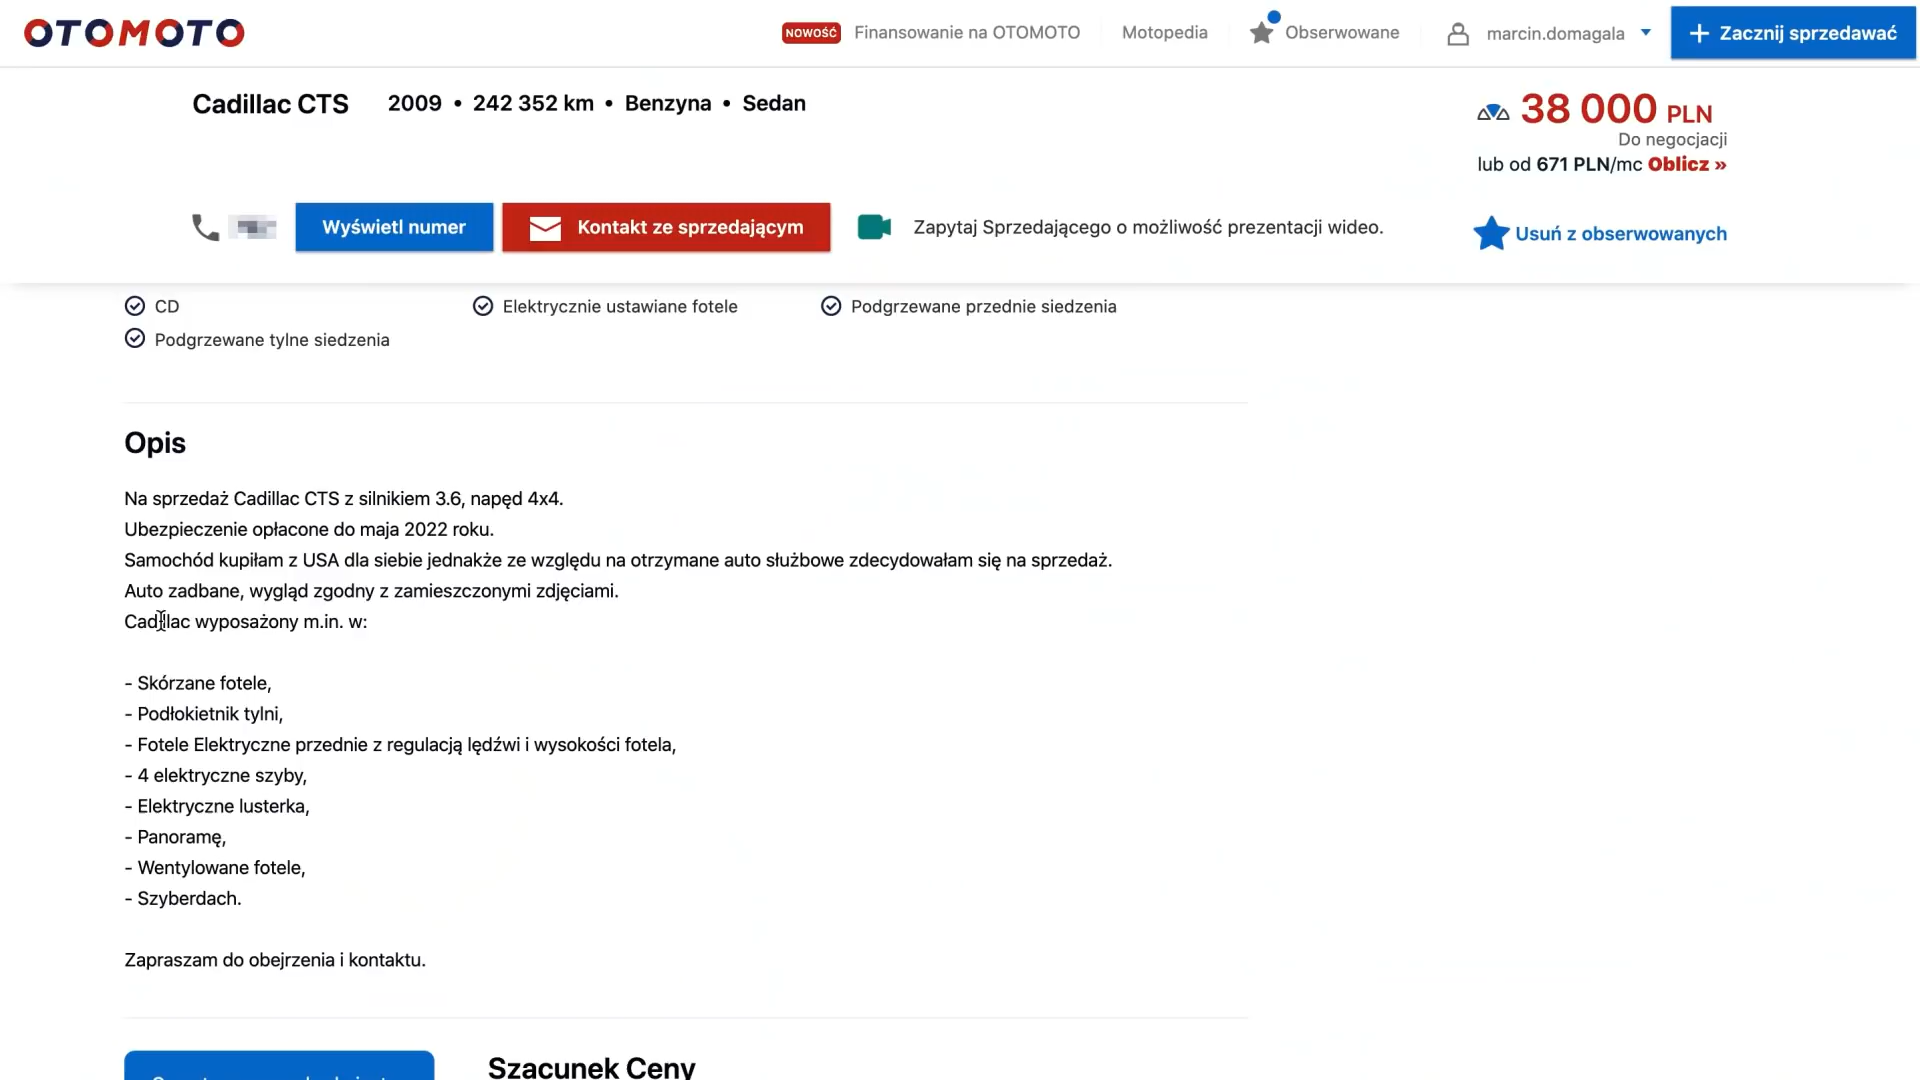 OTOMOTO
NOWOŚĆ Finansowanie na OTOMOTO Motopedia Obserwowane marcin.domagala + Zacznij sprzedawać
Cadillac CTS 2009 • 242 352 km • Benzyna • Sedan
38 000 PLN
Do negocjacji
lub od 671 PLN/mc Oblicz »
Wyświetl numer Kontakt ze sprzedającym Zapytaj Sprzedającego o możliwość prezentacji wideo. Usuń z obserwowanych
CD Elektrycznie ustawiane fotele Podgrzewane przednie siedzenia
Podgrzewane tylne siedzenia
Opis
Na sprzedaż Cadillac CTS z silnikiem 3.6, napęd 4x4.
Ubezpieczenie opłacone do maja 2022 roku.
Samochód kupiłam z USA dla siebie jednakże ze względu na otrzymane auto służbowe zdecydowałam się na sprzedaż.
Auto zadbane, wygląd zgodny z zamieszczonymi zdjęciami.
Cadillac wyposażony m.in. w:
- Skórzane fotele,
- Podłokietnik tylni,
- Fotele Elektryczne przednie z regulacją lędźwi i wysokości fotela,
- 4 elektryczne szyby,
- Elektryczne lusterka,
- Panoramę,
- Wentylowane fotele,
- Szyberdach.
Zapraszam do obejrzenia i kontaktu.
Szacunek Ceny